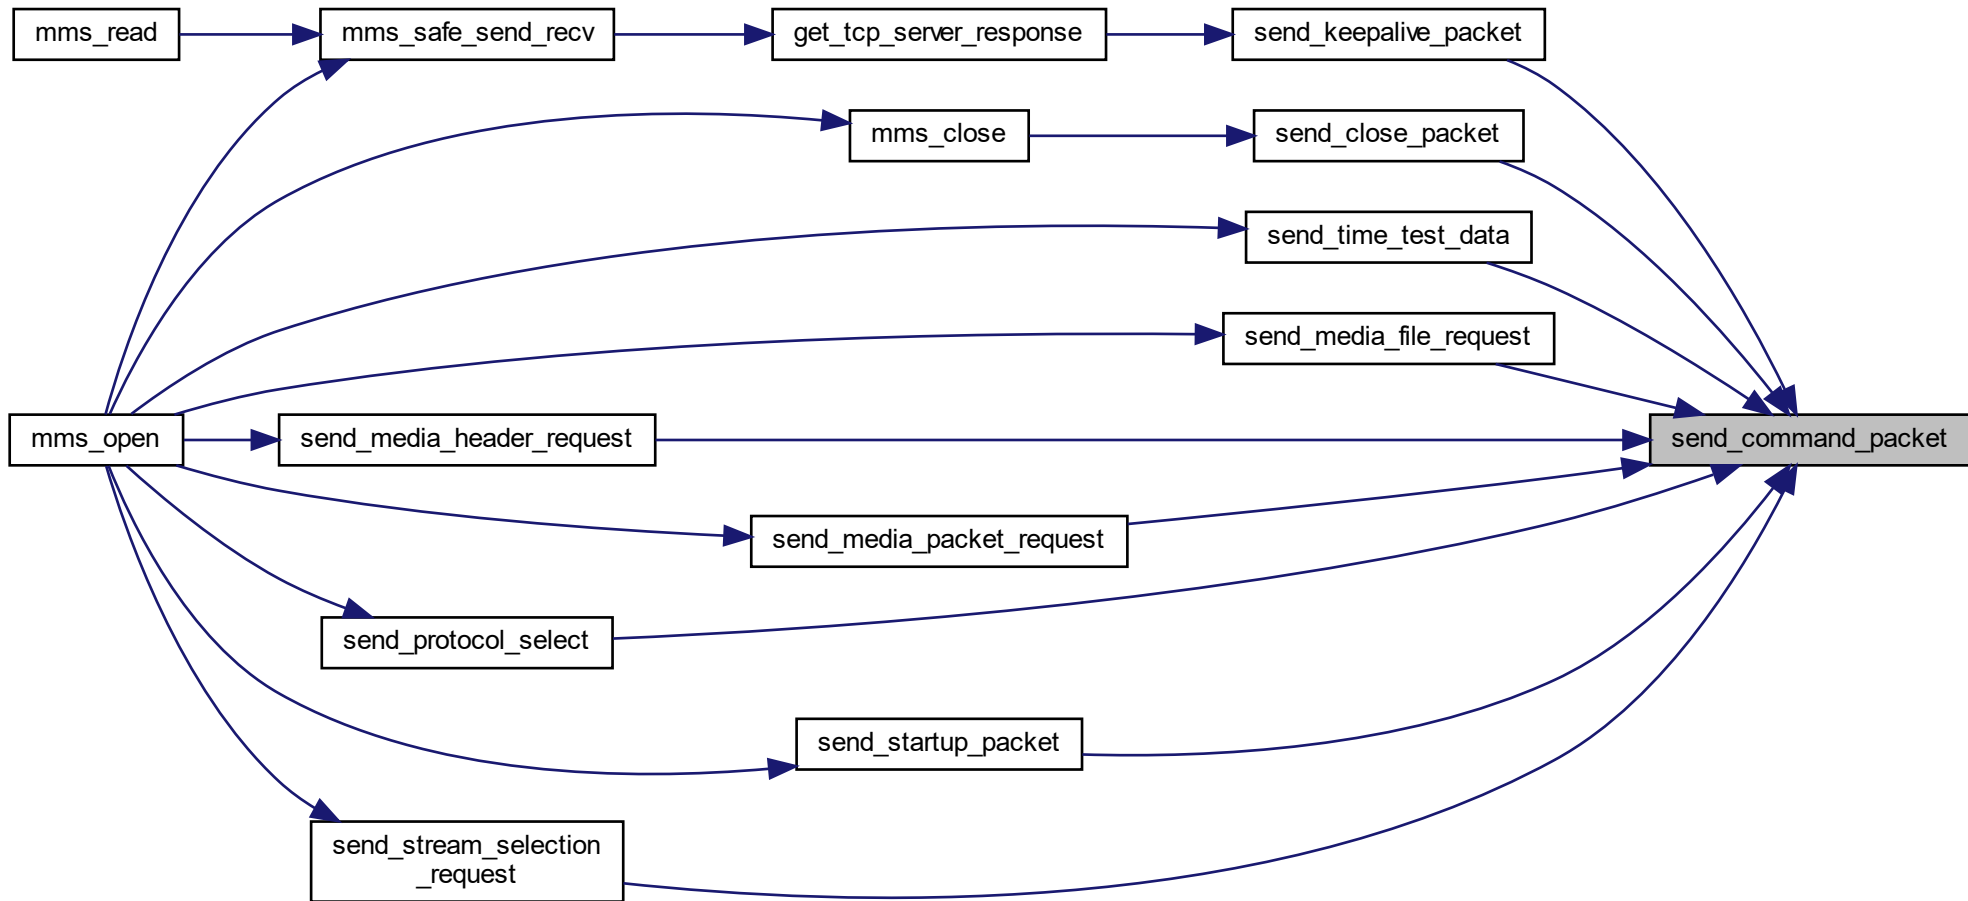 mms_read
mms_safe_send_recv
get_tcp_server_response
send_keepalive_packet
mms_close
send_close_packet
send_time_test_data
send_media_file_request
mms_open
send_media_header_request
send_command_packet
send_media_packet_request
send_protocol_select
send_startup_packet
send_stream_selection
_request